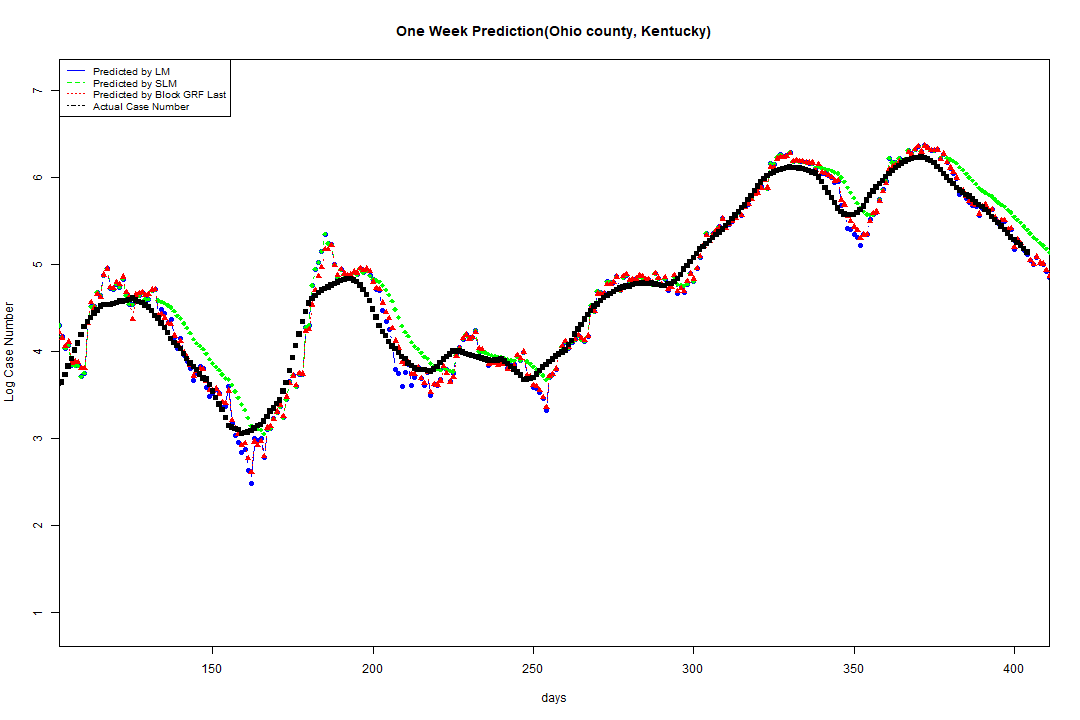 One Week Prediction(Ohio county, Kentucky)
Predicted by LM
Predicted by SLM
Predicted by Block GRF Last
Actual Case Number
Log Case Number
7
6
5
4
3
2
1
150
200
250
300
350
400
days